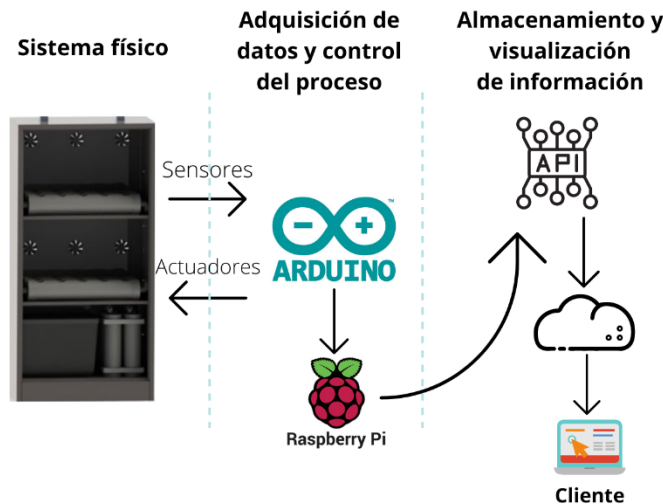 Sistema físico
Adquisición de
datos y control
del proceso
Almacenamiento y
visualización
de información
Sensores
Actuadores
ARDUINO
TM
Raspberry Pi
API
Cliente